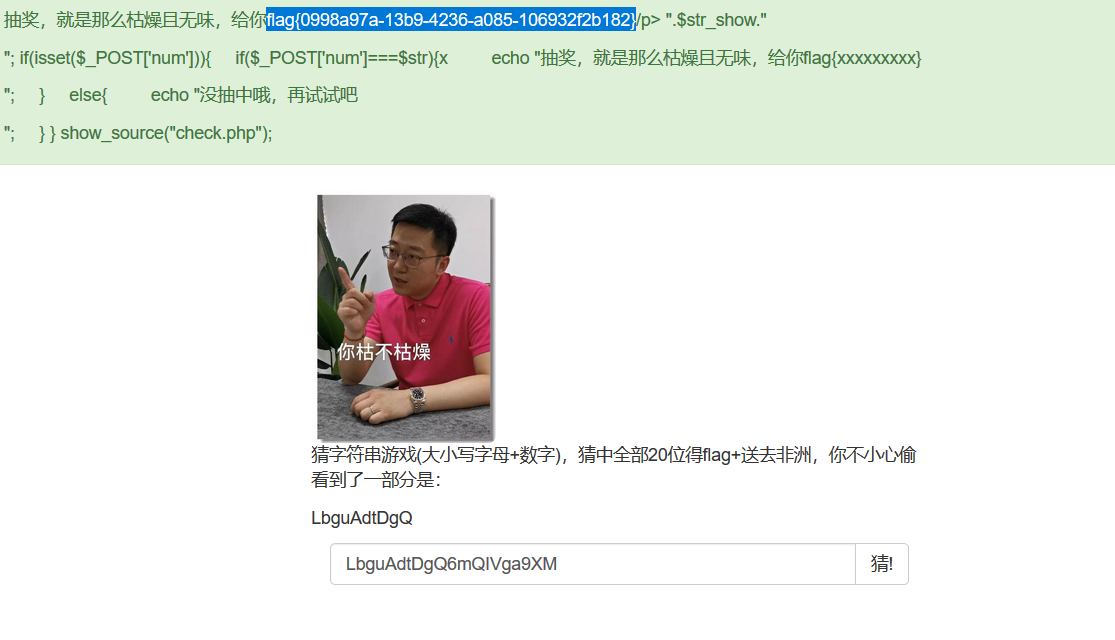 抽奖，就是那么枯燥且无味，给你flag{0998a97a-13b9-4236-a085-106932f2b182}/p> ".$str_show."
"; if(isset($_POST['num'])){ if($_POST['num']===$str){x echo "抽奖，就是那么枯燥且无味，给你flag{xxxxxxxxx}
"; } else{ echo "没抽中哦，再试试吧
"; } } show_source("check.php");
你枯不枯燥
猜字符串游戏(大小写字母+数字)，猜中全部20位得flag+送去非洲，你不小心偷
看到了一部分是：
LbguAdtDgQ
LbguAdtDgQ6mQIVga9XM
猜!